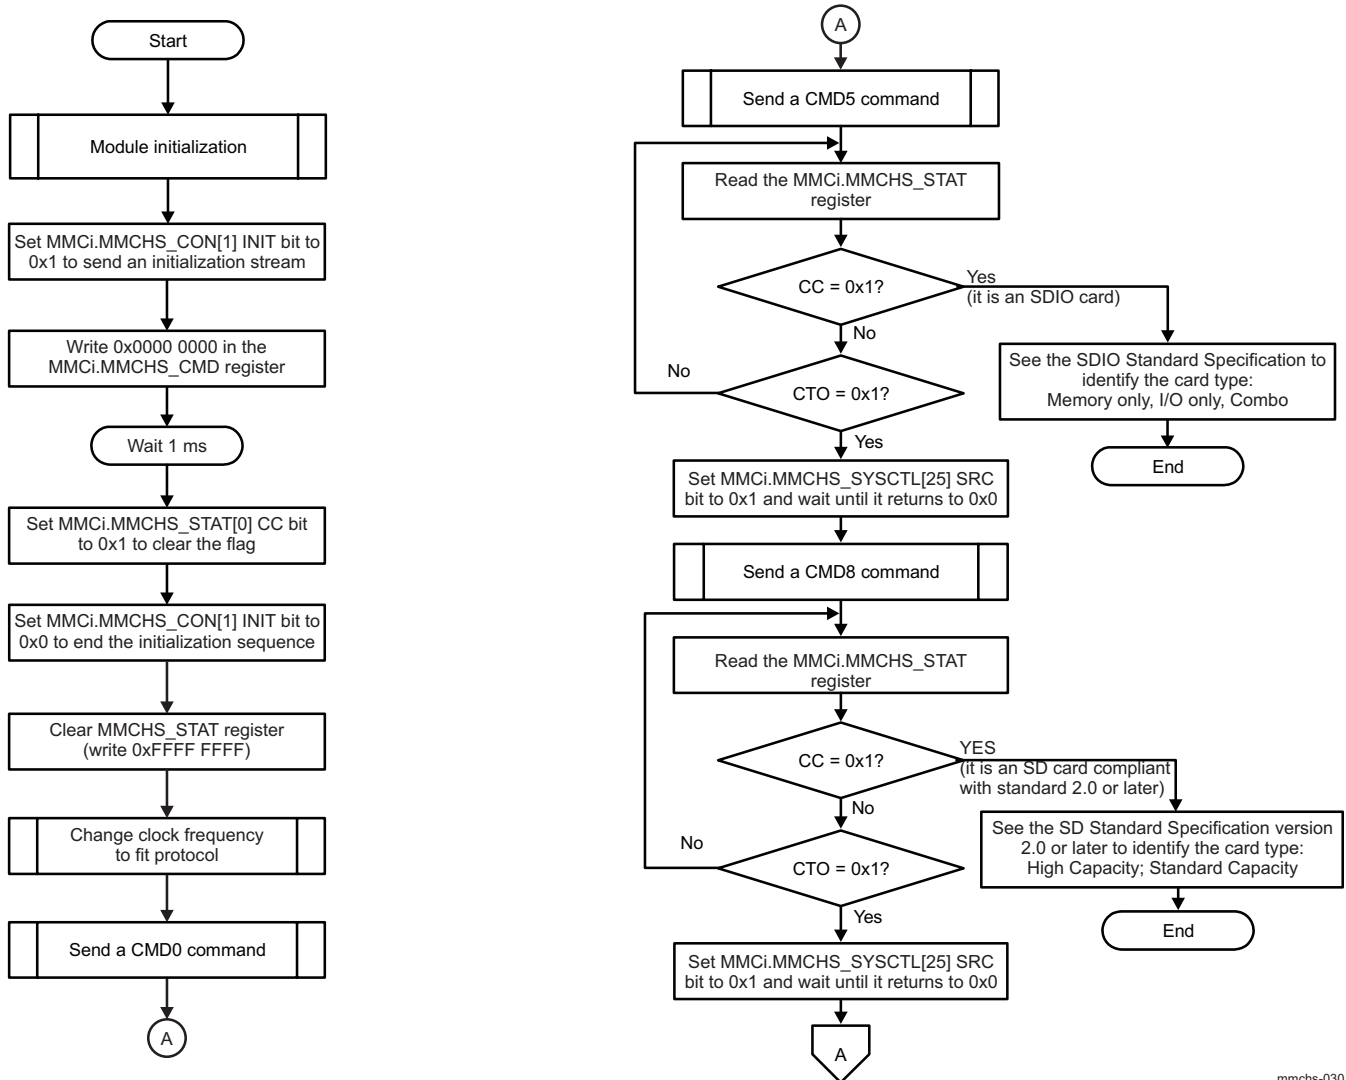 Start
Module initialization
Set MMCi.MMCHS_CON[1] INIT bit to
0x1 to send an initialization stream
Write 0x0000 0000 in the
MMCi.MMCHS_CMD register
Wait 1 ms
Set MMCi.MMCHS_STAT[0] CC bit
to 0x1 to clear the flag
Set MMCi.MMCHS_CON[1] INIT bit to
0x0 to end the initialization sequence
Clear MMCHS_STAT register
(write 0xFFFF FFFF)
Change clock frequency
to fit protocol
Send a CMD0 command
A
A
Send a CMD5 command
Read the MMCi.MMCHS_STAT
register
CC = 0x1?
Yes
(it is an SDIO card)
No
See the SDIO Standard Specification to
identify the card type:
Memory only, I/O only, Combo
End
CTO = 0x1?
No
Yes
Set MMCi.MMCHS_SYSCTL[25] SRC
bit to 0x1 and wait until it returns to 0x0
Send a CMD8 command
Read the MMCi.MMCHS_STAT
register
CC = 0x1?
YES
(it is an SD card compliant
with standard 2.0 or later)
No
See the SD Standard Specification version
2.0 or later to identify the card type:
High Capacity; Standard Capacity
End
CTO = 0x1?
No
Yes
Set MMCi.MMCHS_SYSCTL[25] SRC
bit to 0x1 and wait until it returns to 0x0
A
mmchs-030